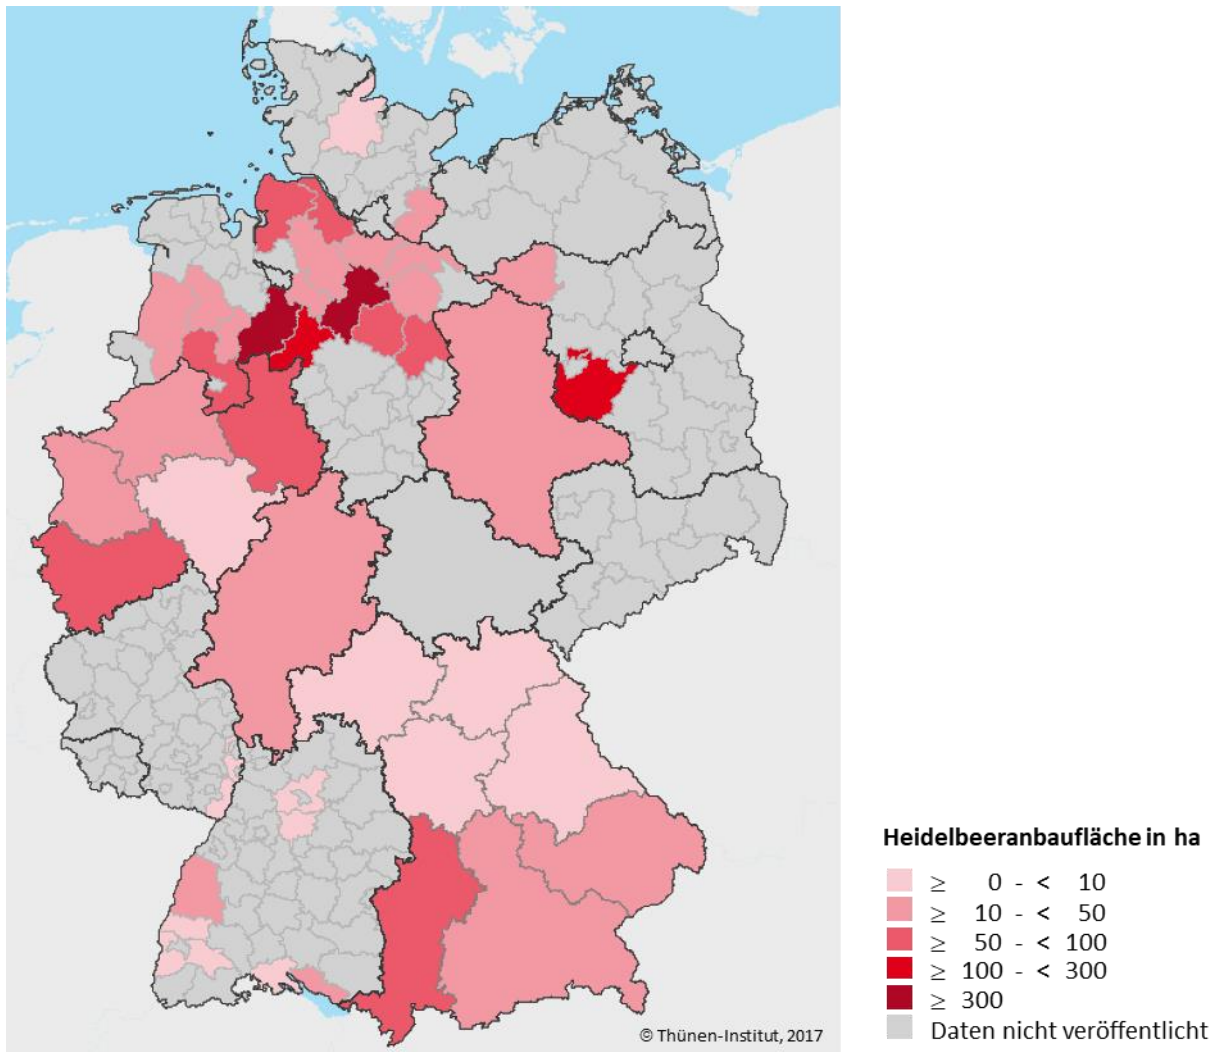 Heidelbeeranbaufläche in ha
≥ 0 - < 10
≥ 10 - < 50
≥ 50 - < 100
≥ 100 - < 300
≥ 300
Daten nicht veröffentlicht
© Thünen-Institut, 2017